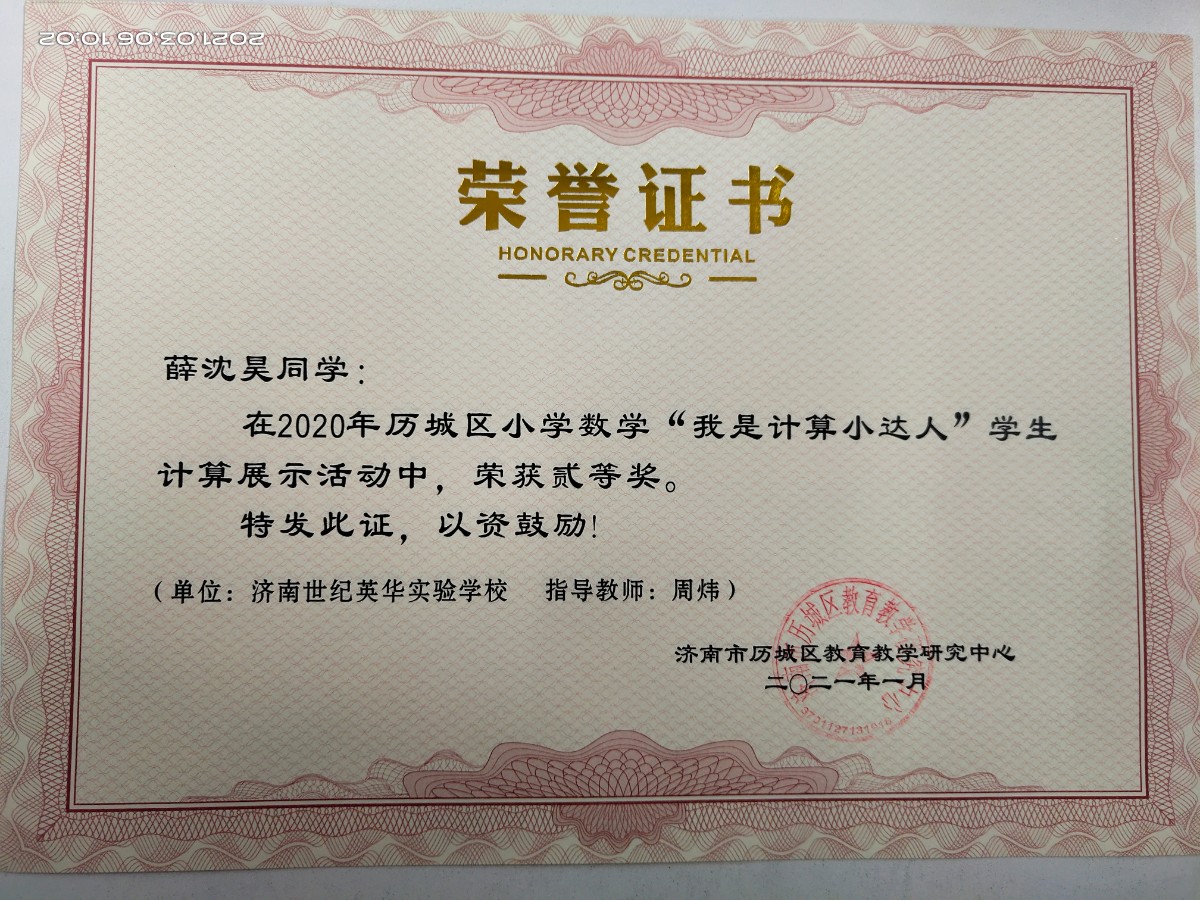 2021.03.06 10:02
荣誉证书
HONORARY CREDENTIAL
薛沈昊同学：
在2020年历城区小学数学“我是计算小达人”学生
计算展示活动中，荣获贰等奖。
特发此证，以资鼓励！
（单位：济南世纪英华实验学校 指导教师：周炜）
济南市历城区教育教学研究中心
二〇二一年一月